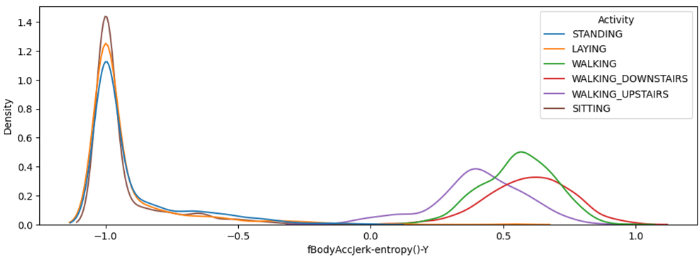 Activity
STANDING
LAYING
WALKING
WALKING_DOWNSTAIRS
WALKING_UPSTAIRS
SITTING
Density
1.4
1.2
1.0
0.8
0.6
0.4
0.2
0.0
−1.0 −0.5 0.0 0.5 1.0
fBodyAccJerk-entropy()-Y